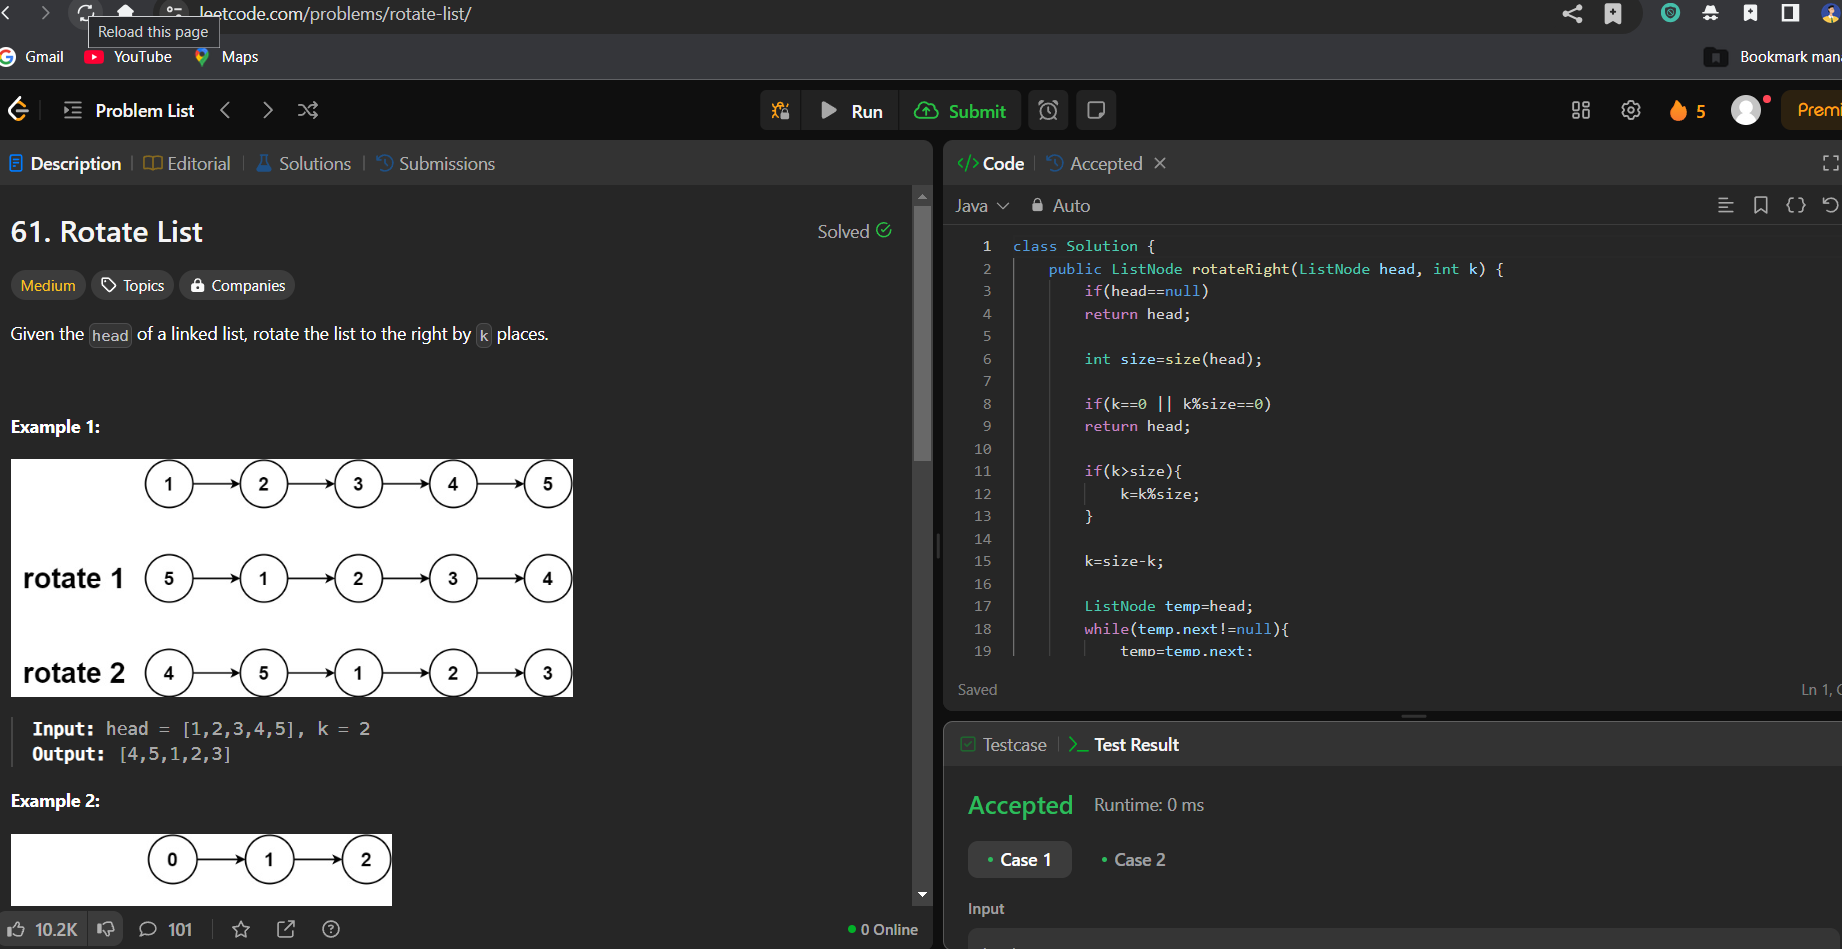 leetcode.com/problems/rotate-list/
Reload this page
Gmail YouTube Maps Bookmark man
Problem List Run Submit 5 Premi
Description Editorial Solutions Submissions
61. Rotate List Solved
Medium Topics Companies
Given the head of a linked list, rotate the list to the right by k places.
Example 1:
1 2 3 4 5
rotate 1 5 1 2 3 4
rotate 2 4 5 1 2 3
Input: head = [1,2,3,4,5], k = 2
Output: [4,5,1,2,3]
Example 2:
0 1 2
10.2K 101 0 Online
</> Code Accepted
Java Auto
1 class Solution {
2 public ListNode rotateRight(ListNode head, int k) {
3 if(head==null)
4 return head;
5
6 int size=size(head);
7
8 if(k==0 || k%size==0)
9 return head;
10
11 if(k>size){
12 k=k%size;
13 }
14
15 k=size-k;
16
17 ListNode temp=head;
18 while(temp.next!=null){
19 temp=temp.next;
Saved Ln 1,
Testcase Test Result
Accepted Runtime: 0 ms
Case 1 Case 2
Input